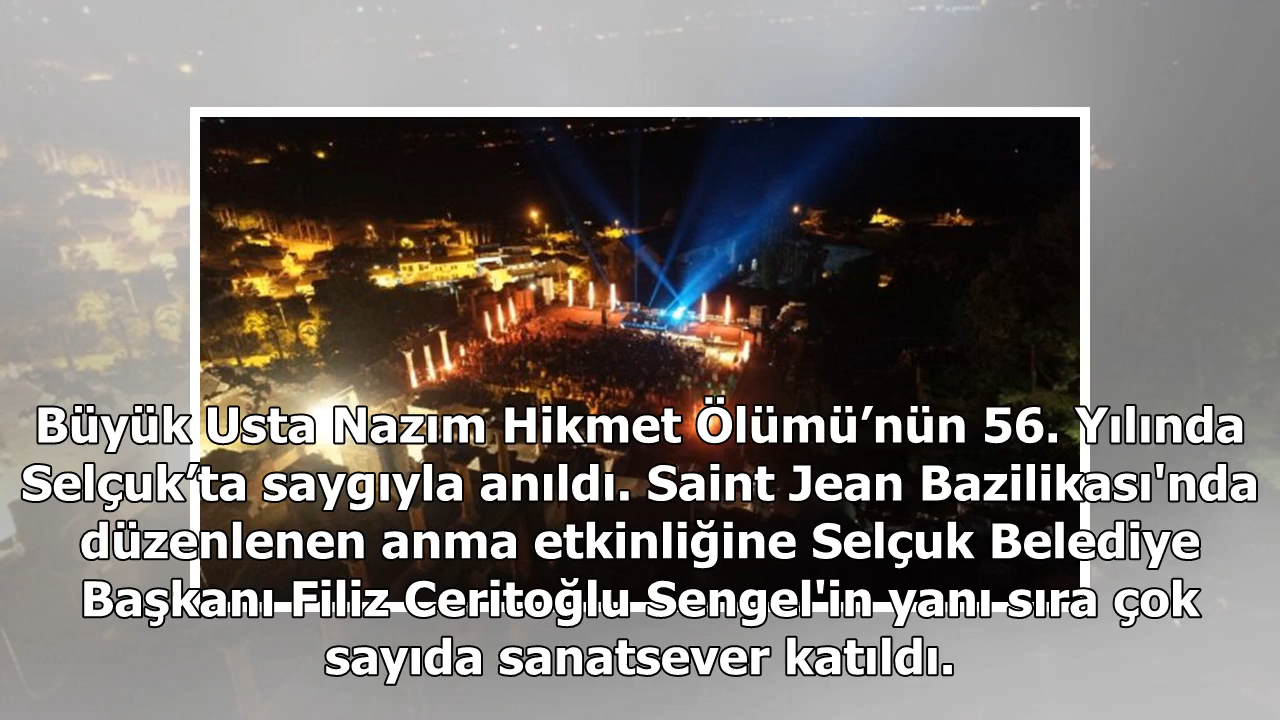 Büyük Usta Nazım Hikmet Ölümü’nün 56. Yılında
Selçuk’ta saygıyla anıldı. Saint Jean Bazilikası'nda
düzenlenen anma etkinliğine Selçuk Belediye
Başkanı Filiz Ceritoğlu Sengel'in yanı sıra çok
sayıda sanatsever katıldı.